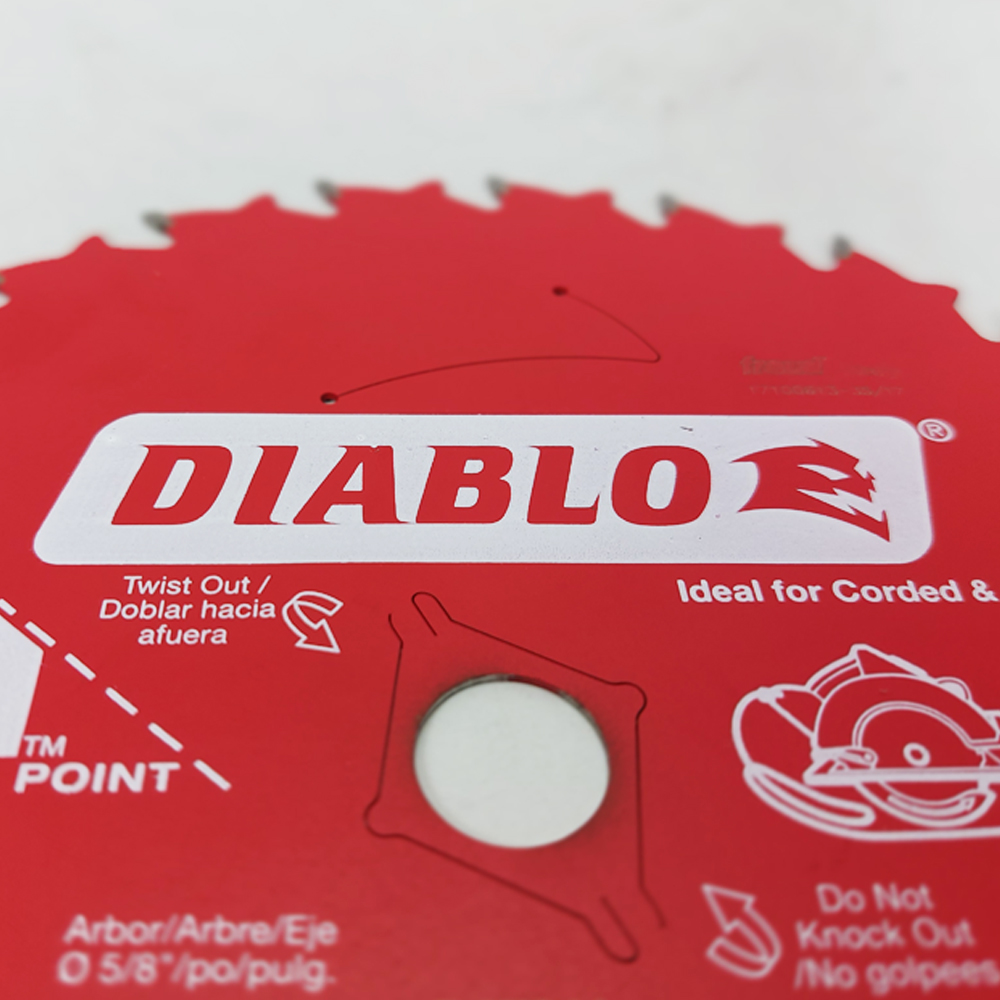 DIABLO
®
Twist Out /
Doblar hacia
afuera
Ideal for Corded &
TM
POINT
Arbor/Arbre/Eje
Ø 5/8"/po/pulg.
Do Not
Knock Out
/No golpees